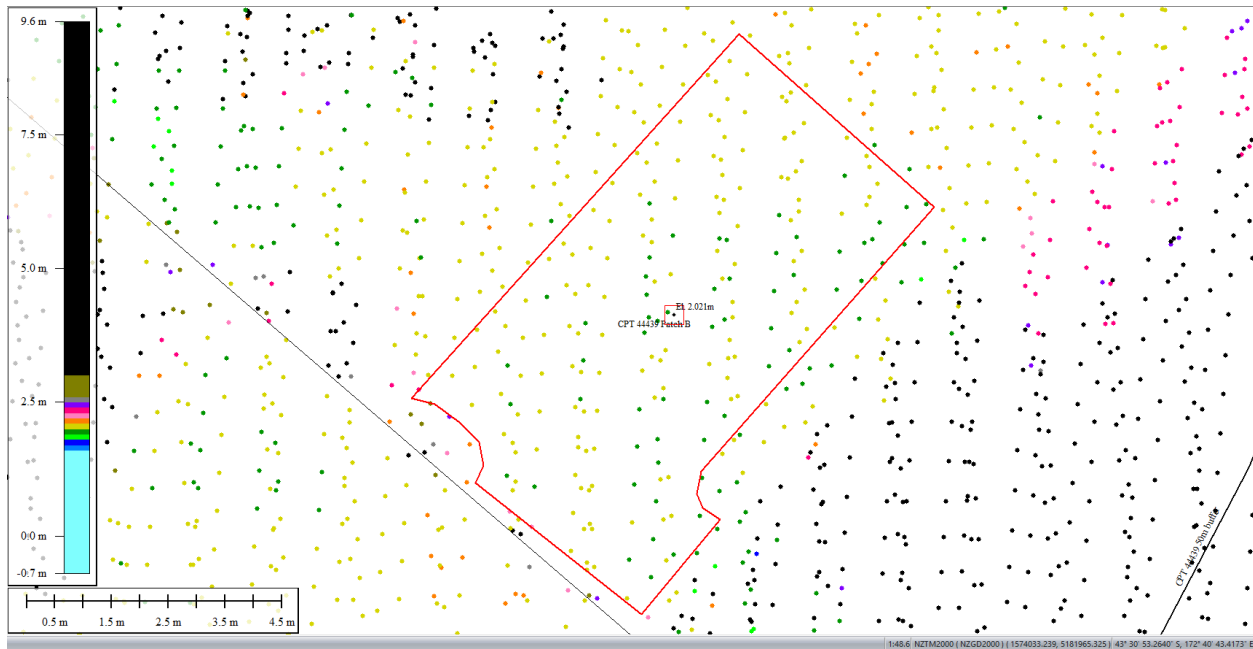 9.6 m
7.5 m
5.0 m
2.5 m
0.0 m
-0.7 m
E1 2.021m
CPT 44439 Patch B
CPT 44439 50m buffe
0.5 m 1.5 m 2.5 m 3.5 m 4.5 m
1:48.6 NZTM2000 ( NZGD2000 ) ( 1574033.239, 5181965.325 ) 43° 30' 53.2640" S, 172° 40' 43.4173" E